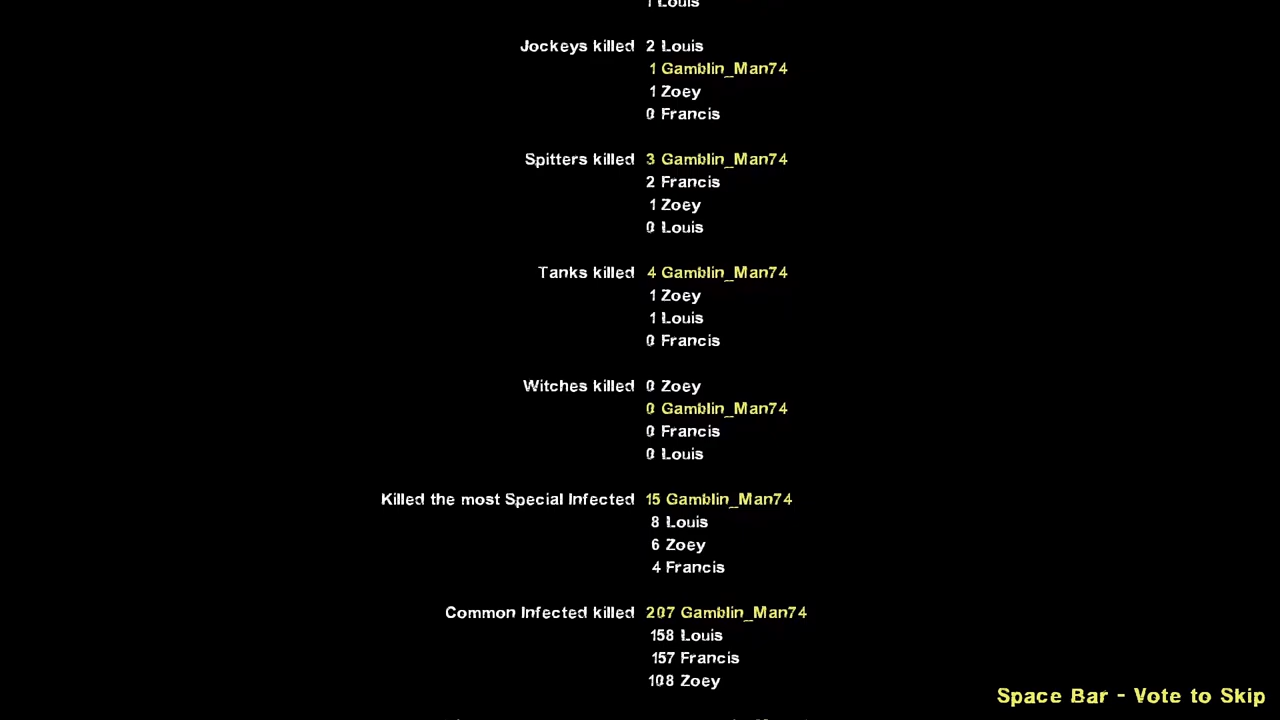 1 Louis
Jockeys killed 2 Louis
1 Gamblin_Man74
1 Zoey
0 Francis
Spitters killed 3 Gamblin_Man74
2 Francis
1 Zoey
0 Louis
Tanks killed 4 Gamblin_Man74
1 Zoey
1 Louis
0 Francis
Witches killed 0 Zoey
0 Gamblin_Man74
0 Francis
0 Louis
Killed the most Special Infected 15 Gamblin_Man74
8 Louis
6 Zoey
4 Francis
Common Infected killed 207 Gamblin_Man74
158 Louis
157 Francis
108 Zoey
Space Bar - Vote to Skip